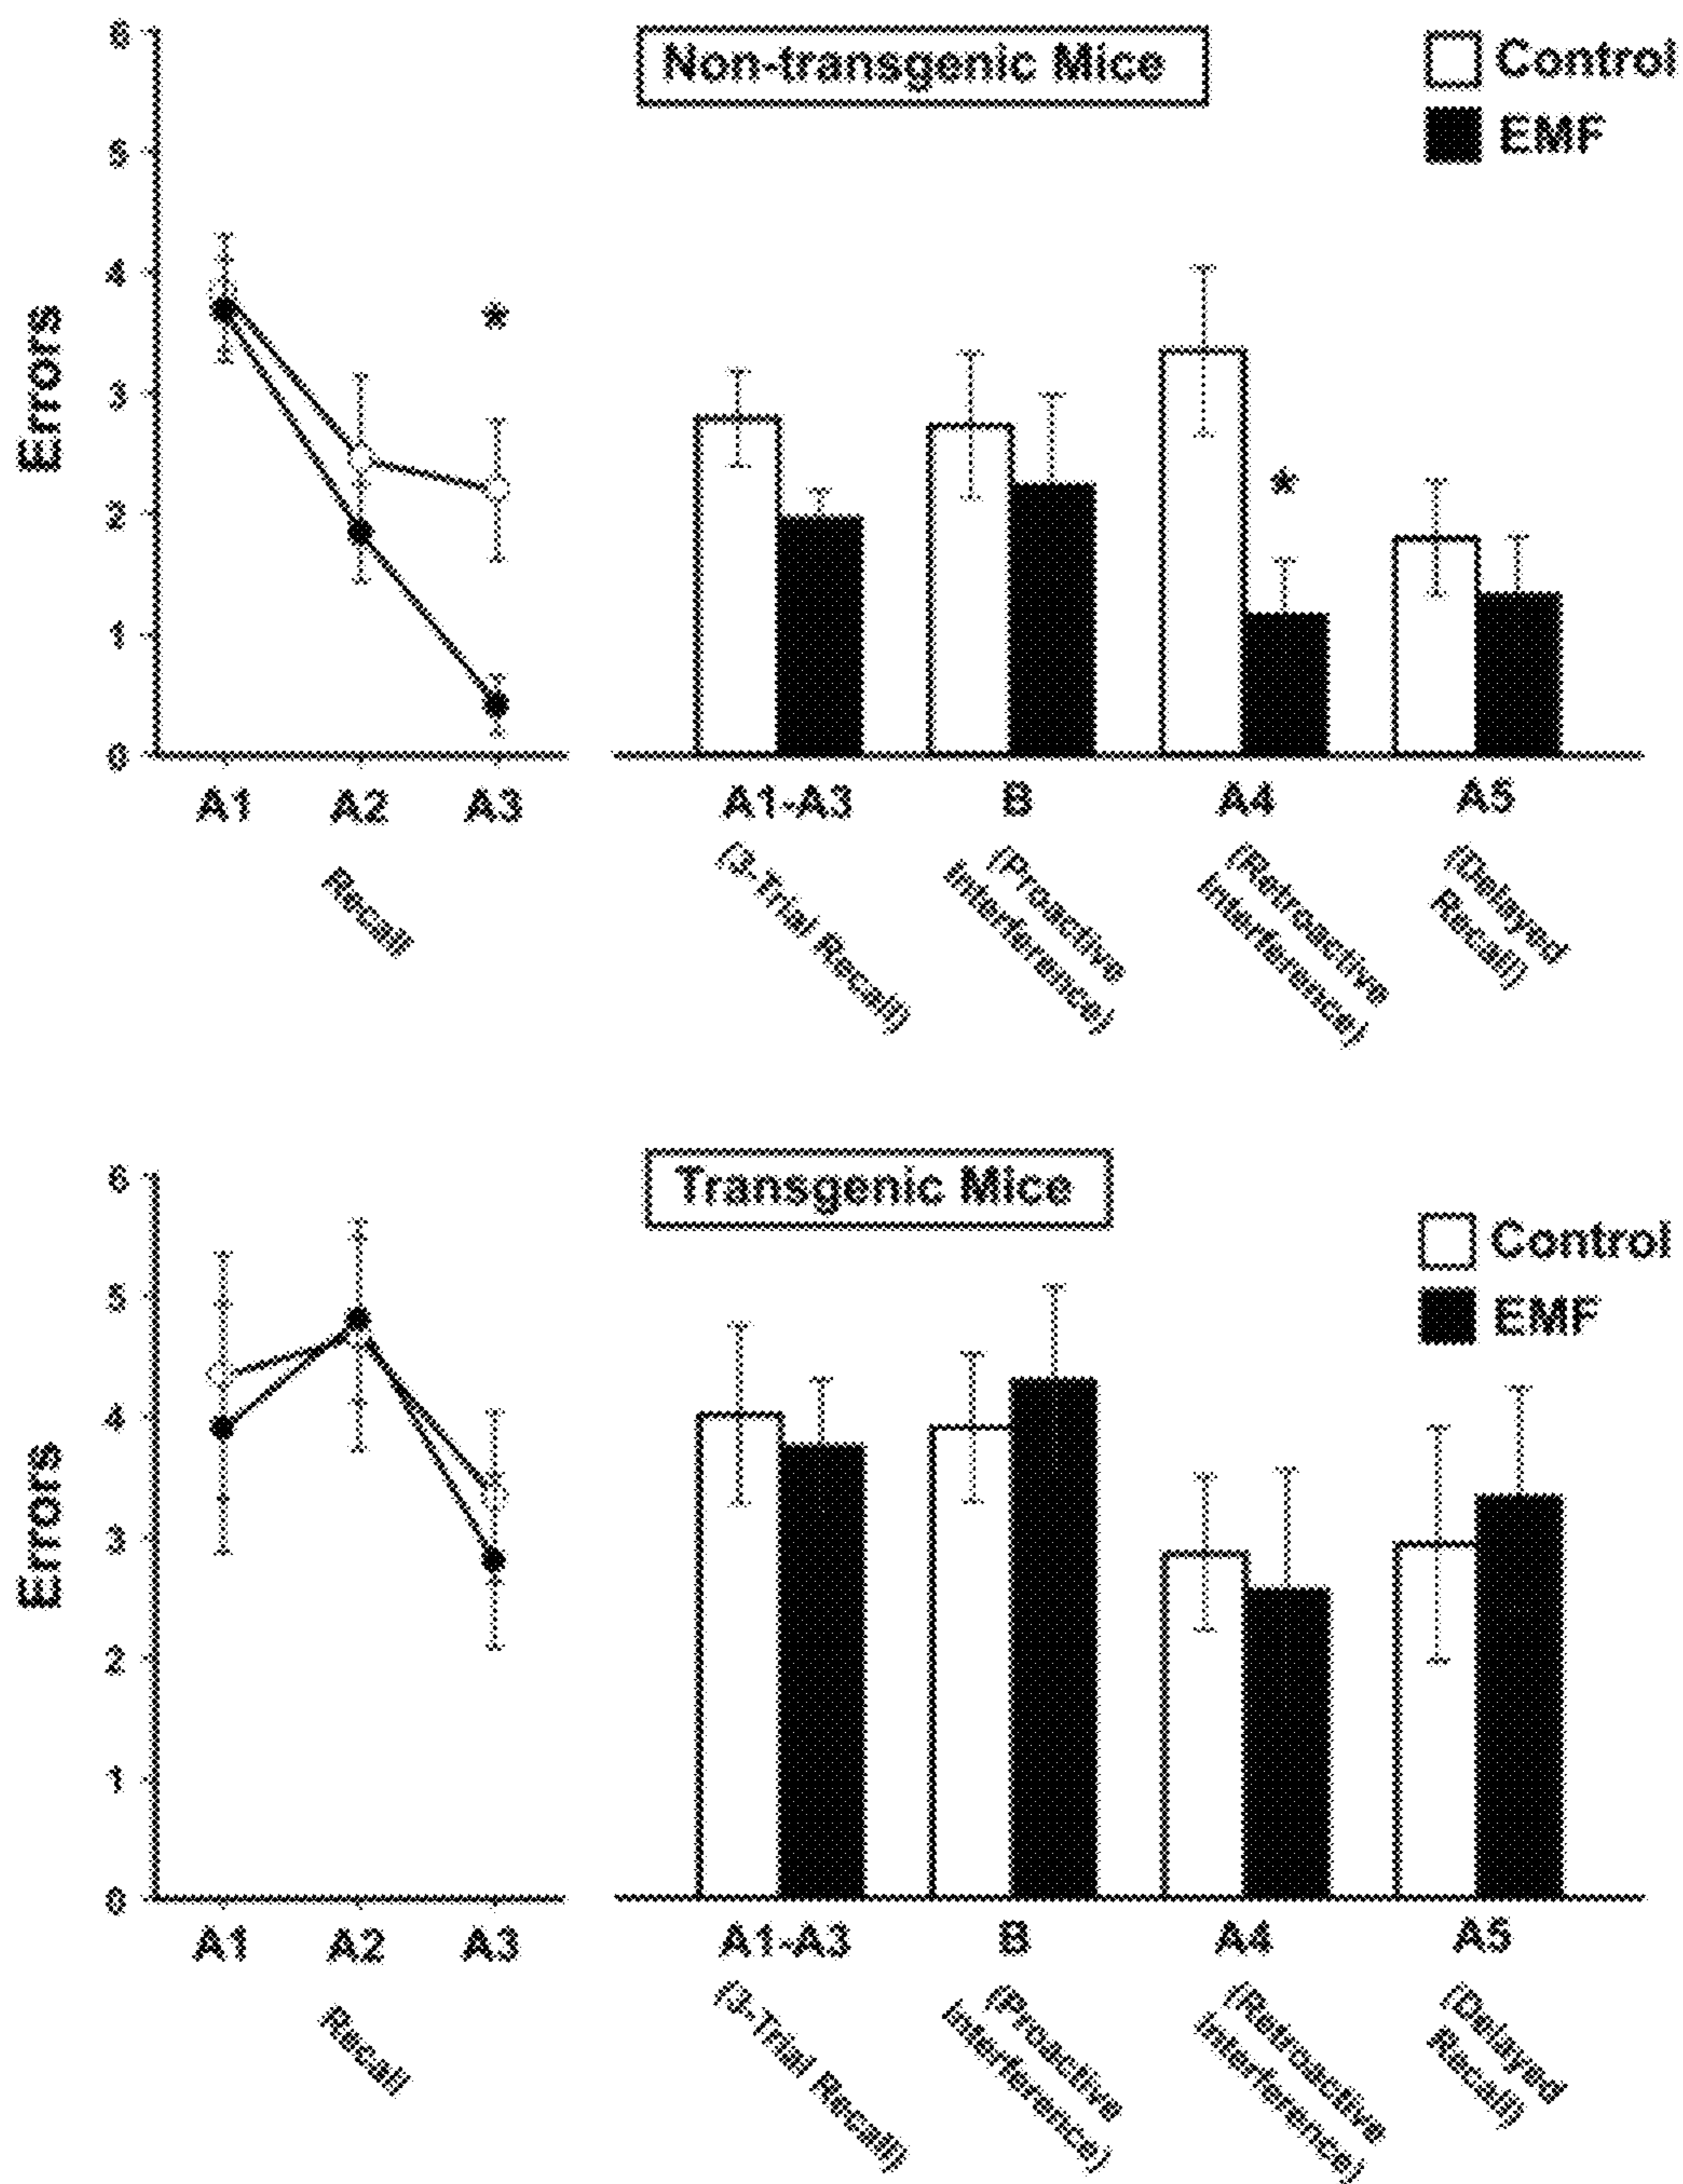 Non-transgenic Mice
Control
EMF
6
5
4
3
2
1
0
Errors
*
*
A1 A2 A3
Recall
A1-A3 B A4 A5
(3-Trial Recall)
(Proactive
Interference)
(Retroactive
Interference)
(Delayed
Recall)
Transgenic Mice
Control
EMF
6
5
4
3
2
1
0
Errors
A1 A2 A3
Recall
A1-A3 B A4 A5
(3-Trial Recall)
(Proactive
Interference)
(Retroactive
Interference)
(Delayed
Recall)